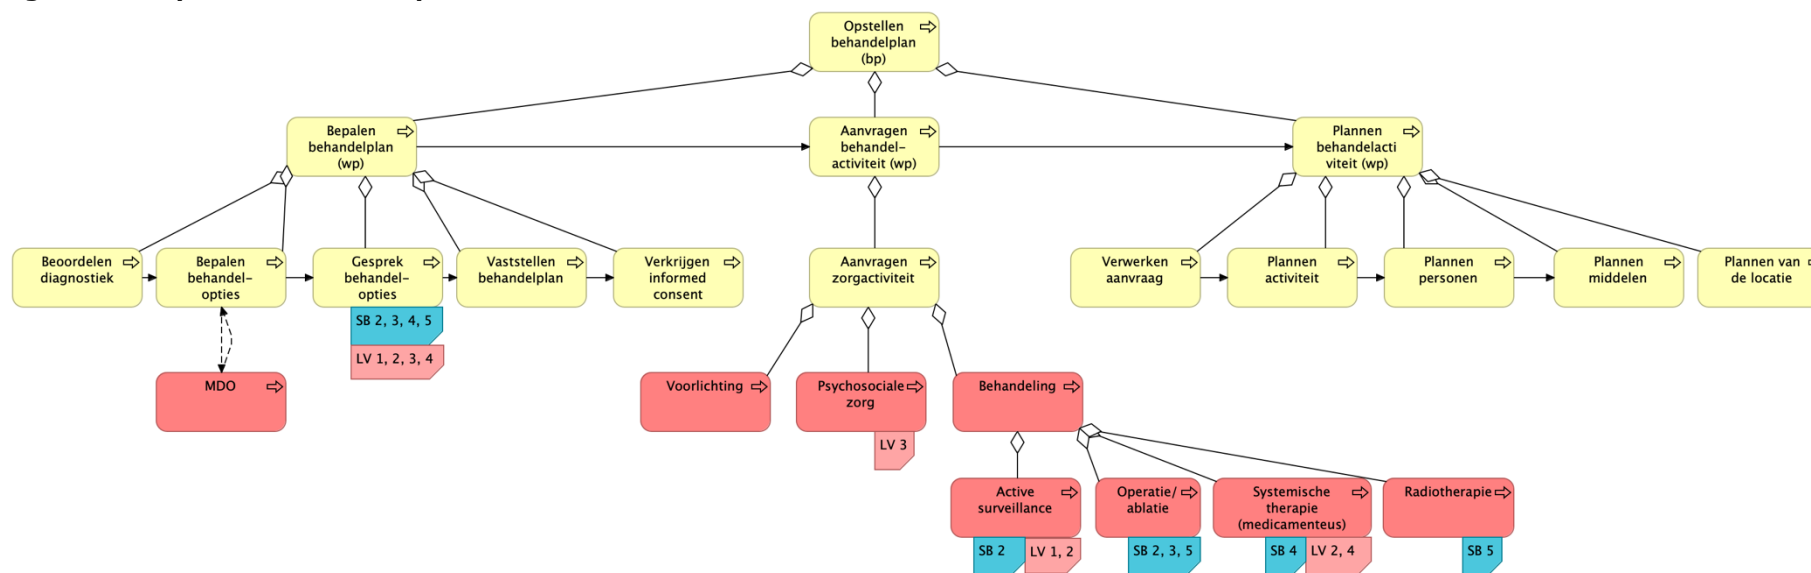 Opstellen
behandelplan
(bp)
Bepalen
behandelplan
(wp)
Aanvragen
behandel-
activiteit (wp)
Plannen
behandelacti
viteit (wp)
Beoordelen
diagnostiek
Bepalen
behandel-
opties
Gesprek
behandel-
opties
Vaststellen
behandelplan
Verkrijgen
informed
consent
Aanvragen
zorgactiviteit
Verwerken
aanvraag
Plannen
activiteit
Plannen
personen
Plannen
middelen
Plannen van
de locatie
SB 2, 3, 4, 5
LV 1, 2, 3, 4
MDO
Voorlichting
Psychosociale
zorg
Behandeling
LV 3
Active
surveillance
Operatie/
ablatie
Systemische
therapie
(medicamenteus)
Radiotherapie
SB 2
LV 1, 2
SB 2, 3, 5
SB 4
LV 2, 4
SB 5